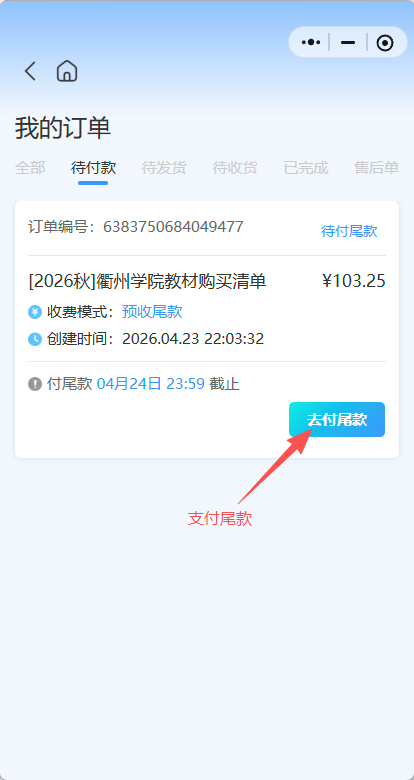 我的订单
全部 待付款 待发货 待收货 已完成 售后单
订单编号：6383750684049477 待付尾款
[2026秋]衢州学院教材购买清单 ¥103.25
收费模式：预收尾款
创建时间：2026.04.23 22:03:32
付尾款 04月24日 23:59 截止
去付尾款
支付尾款